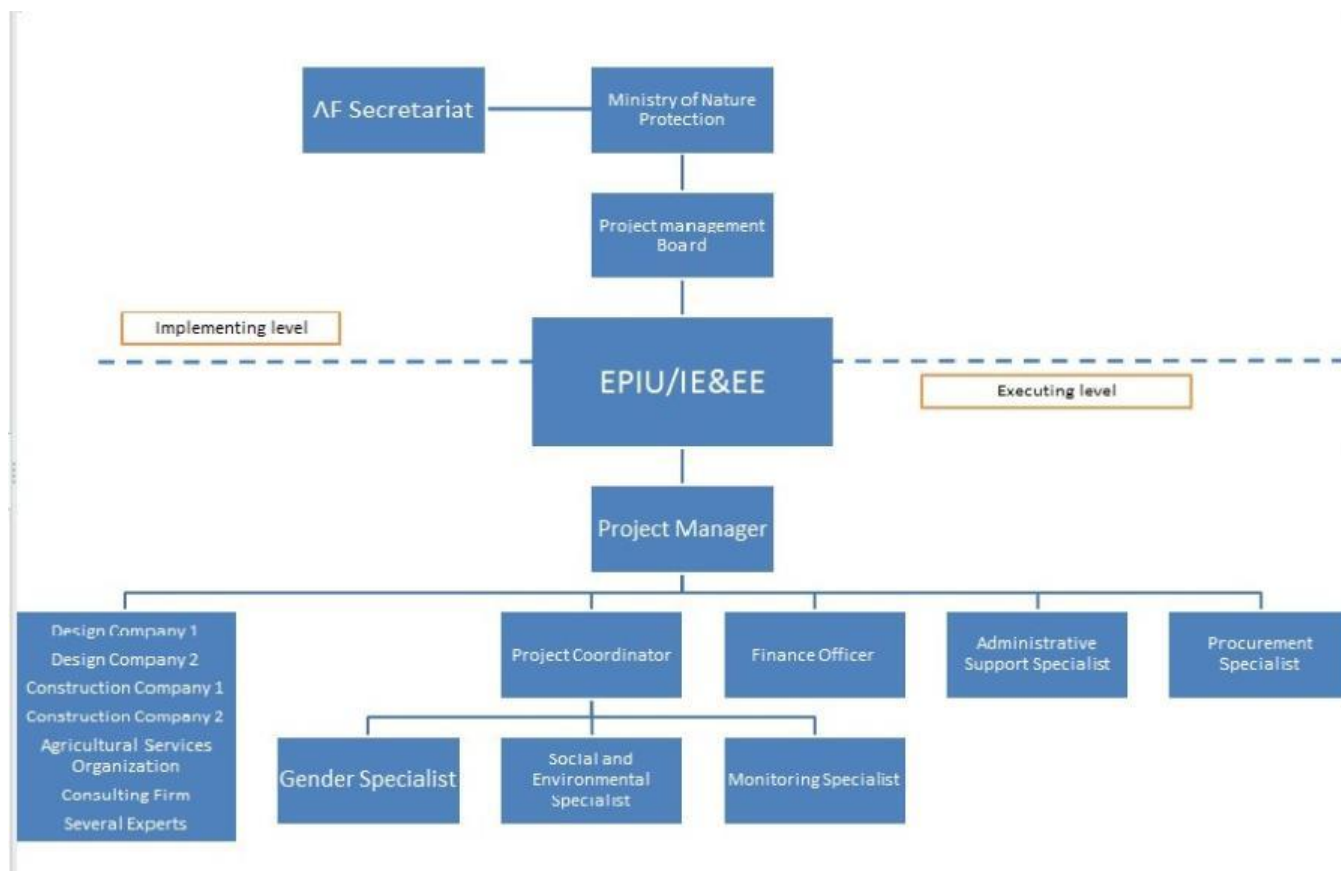 AF Secretariat
Ministry of Nature
Protection
Project management
Board
Implementing level
EPIU/IE&EE
Executing level
Project Manager
Design Company 1
Design Company 2
Construction Company 1
Construction Company 2
Agricultural Services
Organization
Consulting Firm
Several Experts
Project Coordinator
Finance Officer
Administrative
Support Specialist
Procurement
Specialist
Gender Specialist
Social and
Environmental
Specialist
Monitoring Specialist